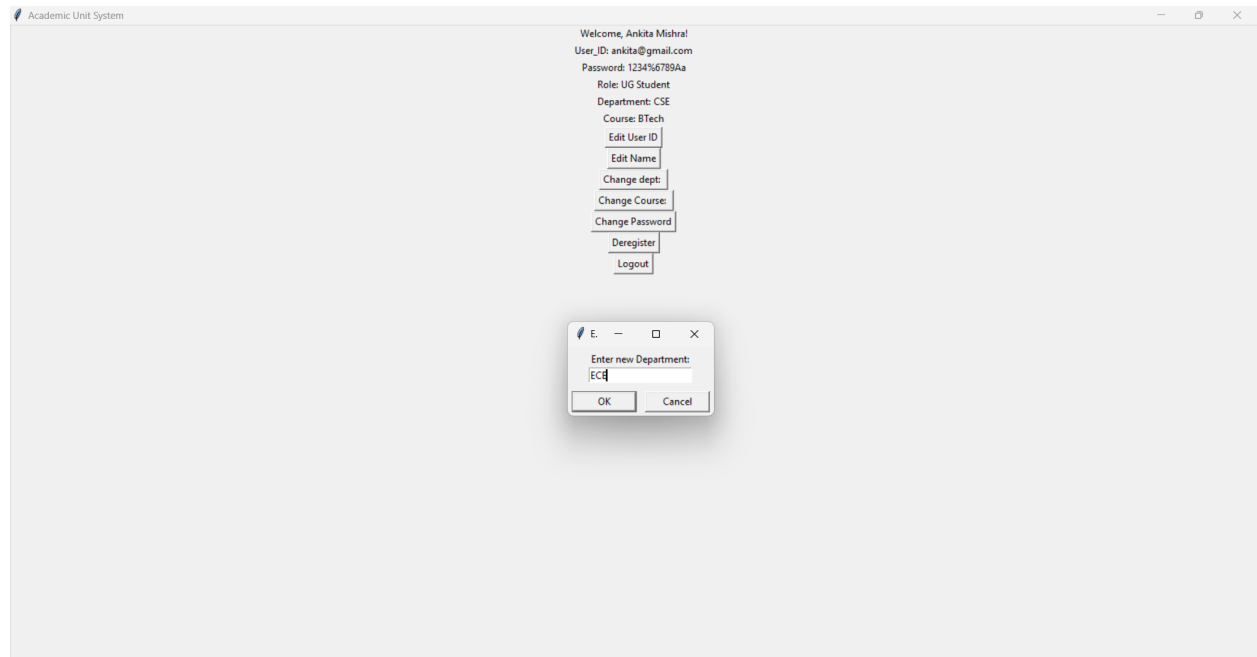 Academic Unit System
Welcome, Ankita Mishra!
User_ID: ankita@gmail.com
Password: 1234%6789Aa
Role: UG Student
Department: CSE
Course: BTech
Edit User ID
Edit Name
Change dept:
Change Course:
Change Password
Deregister
Logout
E.
Enter new Department:
ECE
OK Cancel